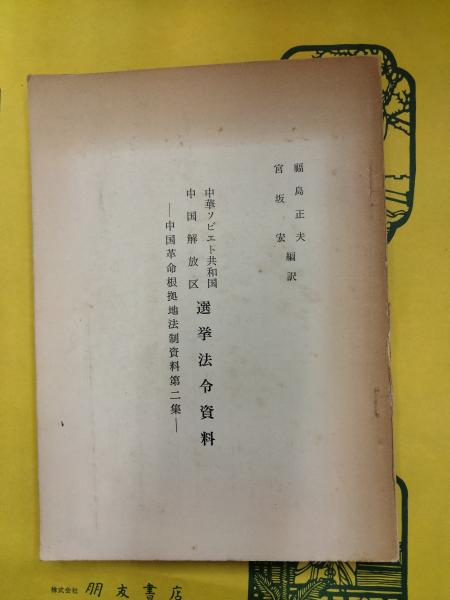 福島正夫
宮坂宏 編訳
中華ソビエト共和国
中国解放区
選挙法令資料
―中国革命根拠地法制資料第二集―
株式会社 朋友書店